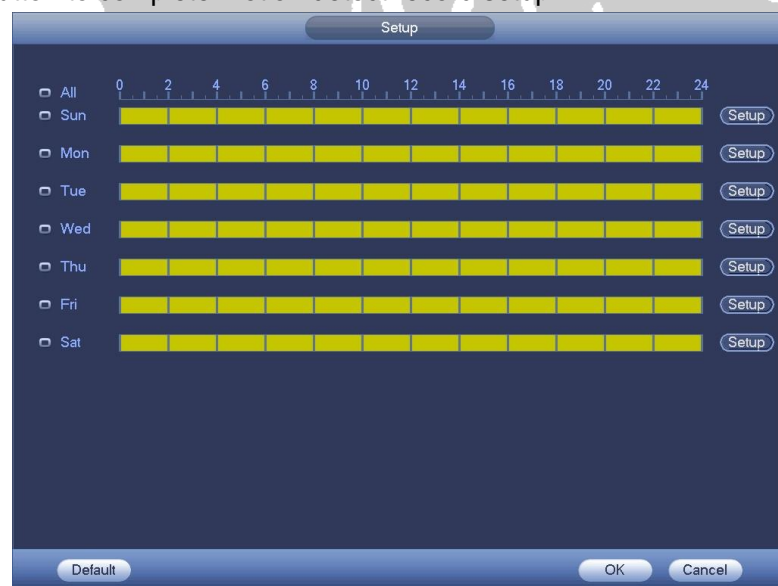 Setup
0 2 4 6 8 10 12 14 16 18 20 22 24
All
Sun Setup
Mon Setup
Tue Setup
Wed Setup
Thu Setup
Fri Setup
Sat Setup
Default OK Cancel